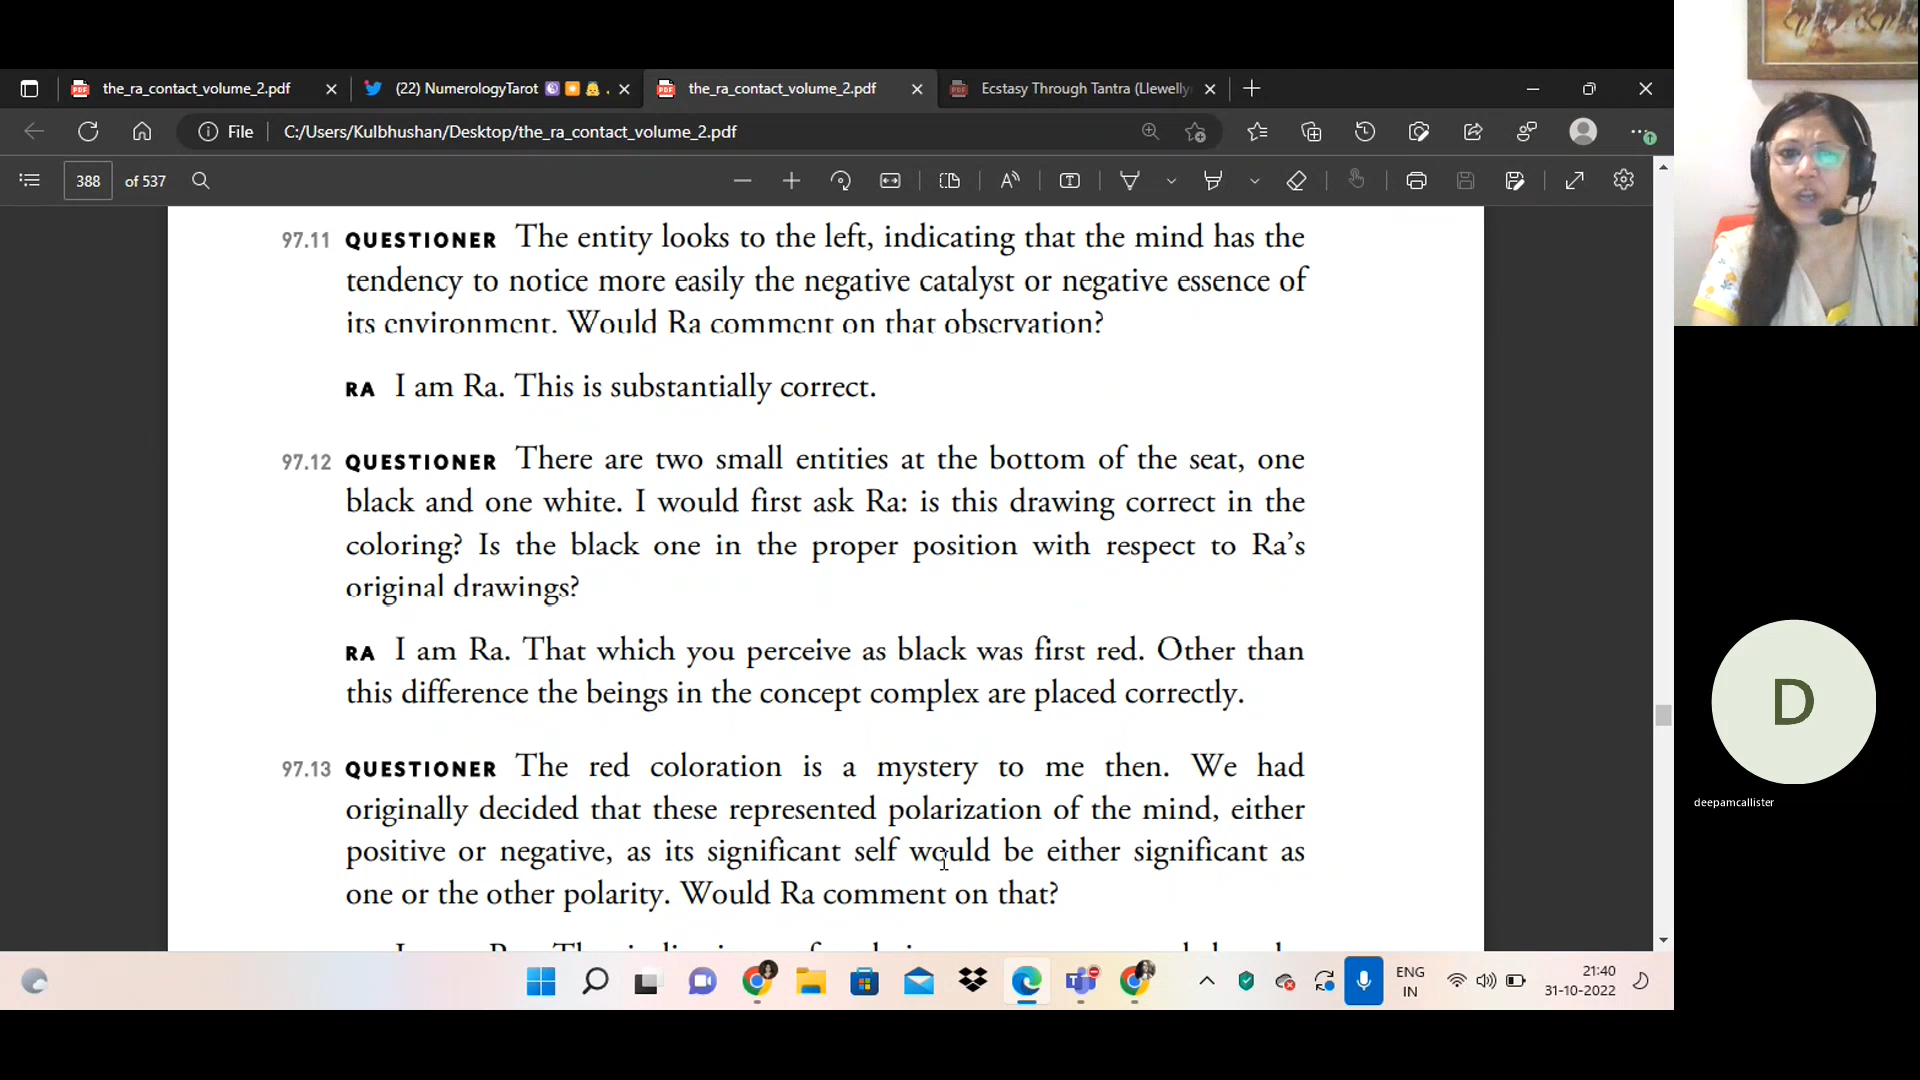 the_ra_contact_volume_2.pdf
(22) NumerologyTarot
the_ra_contact_volume_2.pdf
Ecstasy Through Tantra (Llewelly
File
C:/Users/Kulbhushan/Desktop/the_ra_contact_volume_2.pdf
388
of 537
97.11 QUESTIONER The entity looks to the left, indicating that the mind has the
tendency to notice more easily the negative catalyst or negative essence of
its environment. Would Ra comment on that observation?
RA I am Ra. This is substantially correct.
97.12 QUESTIONER There are two small entities at the bottom of the seat, one
black and one white. I would first ask Ra: is this drawing correct in the
coloring? Is the black one in the proper position with respect to Ra’s
original drawings?
RA I am Ra. That which you perceive as black was first red. Other than
this difference the beings in the concept complex are placed correctly.
97.13 QUESTIONER The red coloration is a mystery to me then. We had
originally decided that these represented polarization of the mind, either
positive or negative, as its significant self would be either significant as
one or the other polarity. Would Ra comment on that?
D
deepamcallister
ENG
IN
21:40
31-10-2022